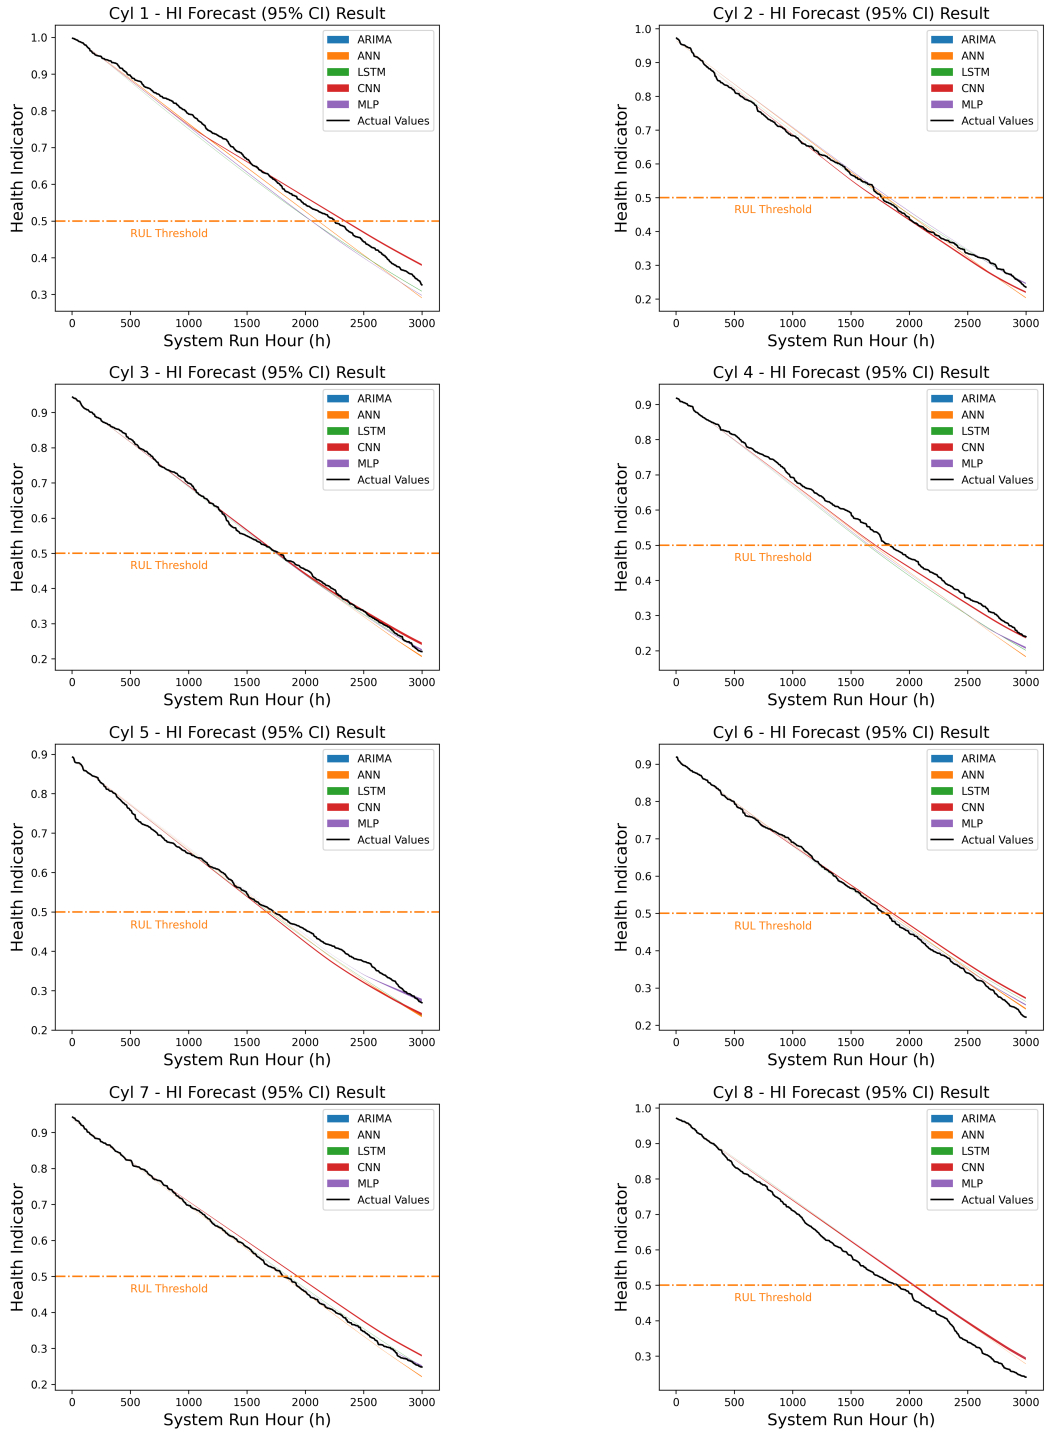 Cyl 1 - HI Forecast (95% CI) Result
Health Indicator
1.0
0.9
0.8
0.7
0.6
0.5
0.4
0.3
ARIMA
ANN
LSTM
CNN
MLP
Actual Values
RUL Threshold
0 500 1000 1500 2000 2500 3000
System Run Hour (h)
Cyl 2 - HI Forecast (95% CI) Result
Health Indicator
1.0
0.9
0.8
0.7
0.6
0.5
0.4
0.3
0.2
ARIMA
ANN
LSTM
CNN
MLP
Actual Values
RUL Threshold
0 500 1000 1500 2000 2500 3000
System Run Hour (h)
Cyl 3 - HI Forecast (95% CI) Result
Health Indicator
0.9
0.8
0.7
0.6
0.5
0.4
0.3
0.2
ARIMA
ANN
LSTM
CNN
MLP
Actual Values
RUL Threshold
0 500 1000 1500 2000 2500 3000
System Run Hour (h)
Cyl 4 - HI Forecast (95% CI) Result
Health Indicator
0.9
0.8
0.7
0.6
0.5
0.4
0.3
0.2
ARIMA
ANN
LSTM
CNN
MLP
Actual Values
RUL Threshold
0 500 1000 1500 2000 2500 3000
System Run Hour (h)
Cyl 5 - HI Forecast (95% CI) Result
Health Indicator
0.9
0.8
0.7
0.6
0.5
0.4
0.3
0.2
ARIMA
ANN
LSTM
CNN
MLP
Actual Values
RUL Threshold
0 500 1000 1500 2000 2500 3000
System Run Hour (h)
Cyl 6 - HI Forecast (95% CI) Result
Health Indicator
0.9
0.8
0.7
0.6
0.5
0.4
0.3
0.2
ARIMA
ANN
LSTM
CNN
MLP
Actual Values
RUL Threshold
0 500 1000 1500 2000 2500 3000
System Run Hour (h)
Cyl 7 - HI Forecast (95% CI) Result
Health Indicator
0.9
0.8
0.7
0.6
0.5
0.4
0.3
0.2
ARIMA
ANN
LSTM
CNN
MLP
Actual Values
RUL Threshold
0 500 1000 1500 2000 2500 3000
System Run Hour (h)
Cyl 8 - HI Forecast (95% CI) Result
Health Indicator
1.0
0.9
0.8
0.7
0.6
0.5
0.4
0.3
ARIMA
ANN
LSTM
CNN
MLP
Actual Values
RUL Threshold
0 500 1000 1500 2000 2500 3000
System Run Hour (h)